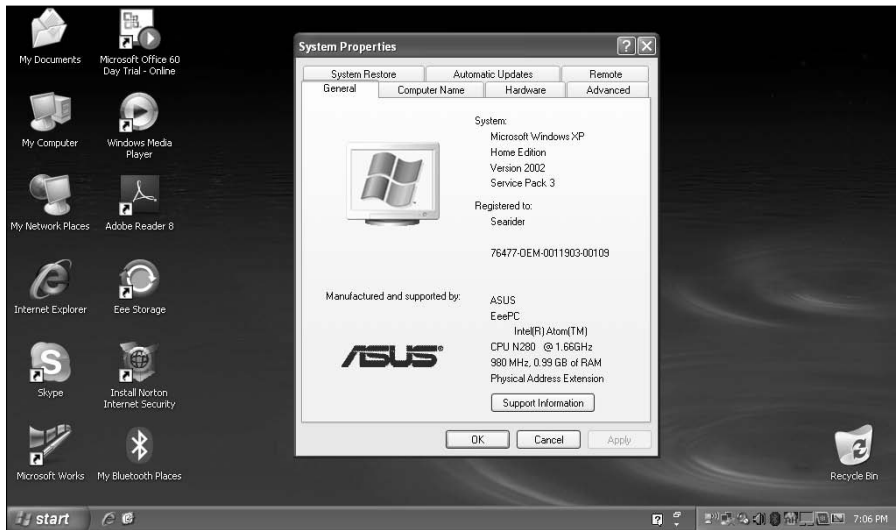 My Documents
Microsoft Office 60
Day Trial - Online
My Computer
Windows Media
Player
My Network Places
Adobe Reader 8
Internet Explorer
Eee Storage
Skype
Install Norton
Internet Security
Microsoft Works
My Bluetooth Places
System Properties
System Restore
Automatic Updates
Remote
General
Computer Name
Hardware
Advanced
System:
Microsoft Windows XP
Home Edition
Version 2002
Service Pack 3
Registered to:
Searider
76477-OEM-0011903-00109
Manufactured and supported by:
ASUS
EeePC
Intel(R) Atom(TM)
CPU N280 @ 1.66GHz
980 MHz, 0.99 GB of RAM
Physical Address Extension
ASUS
Support Information
OK
Cancel
Apply
Recycle Bin
start
7:06 PM